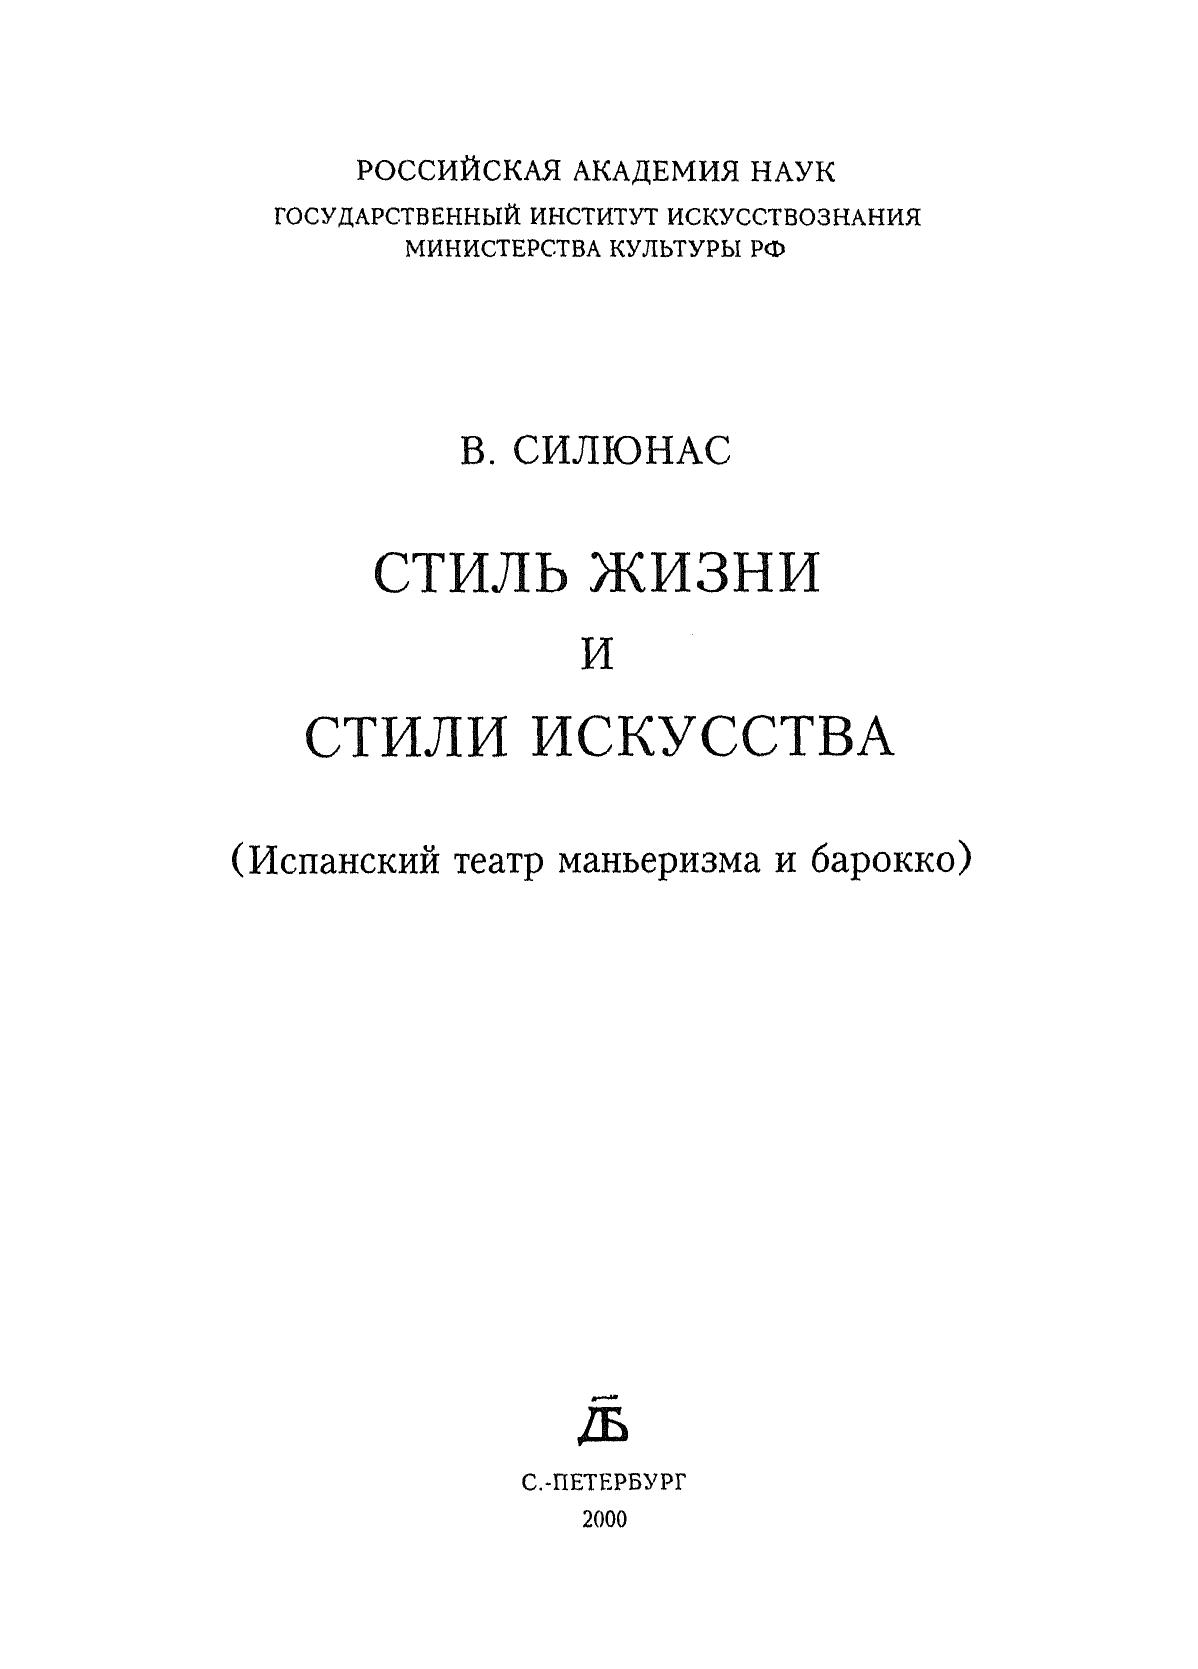 РОССИЙСКАЯ АКАДЕМИЯ НАУК
ГОСУДАРСТВЕННЫЙ ИНСТИТУТ ИСКУССТВОЗНАНИЯ
МИНИСТЕРСТВА КУЛЬТУРЫ РФ
В. СИЛЮНАС
СТИЛЬ ЖИЗНИ
И
СТИЛИ ИСКУССТВА
(Испанский театр маньеризма и барокко)
ДБ
С.-ПЕТЕРБУРГ
2000